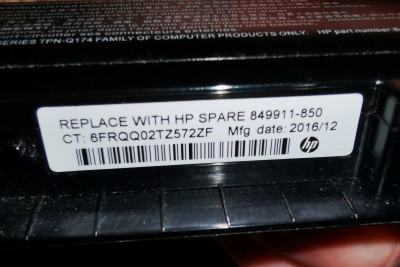 SERIES TPN-Q174 FAMILY OF COMPUTER PRODUCTS ONLY. HP part number
REPLACE WITH HP SPARE 849911-850
CT: 6FRQQ02TZ572ZF Mfg date: 2016/12
hp